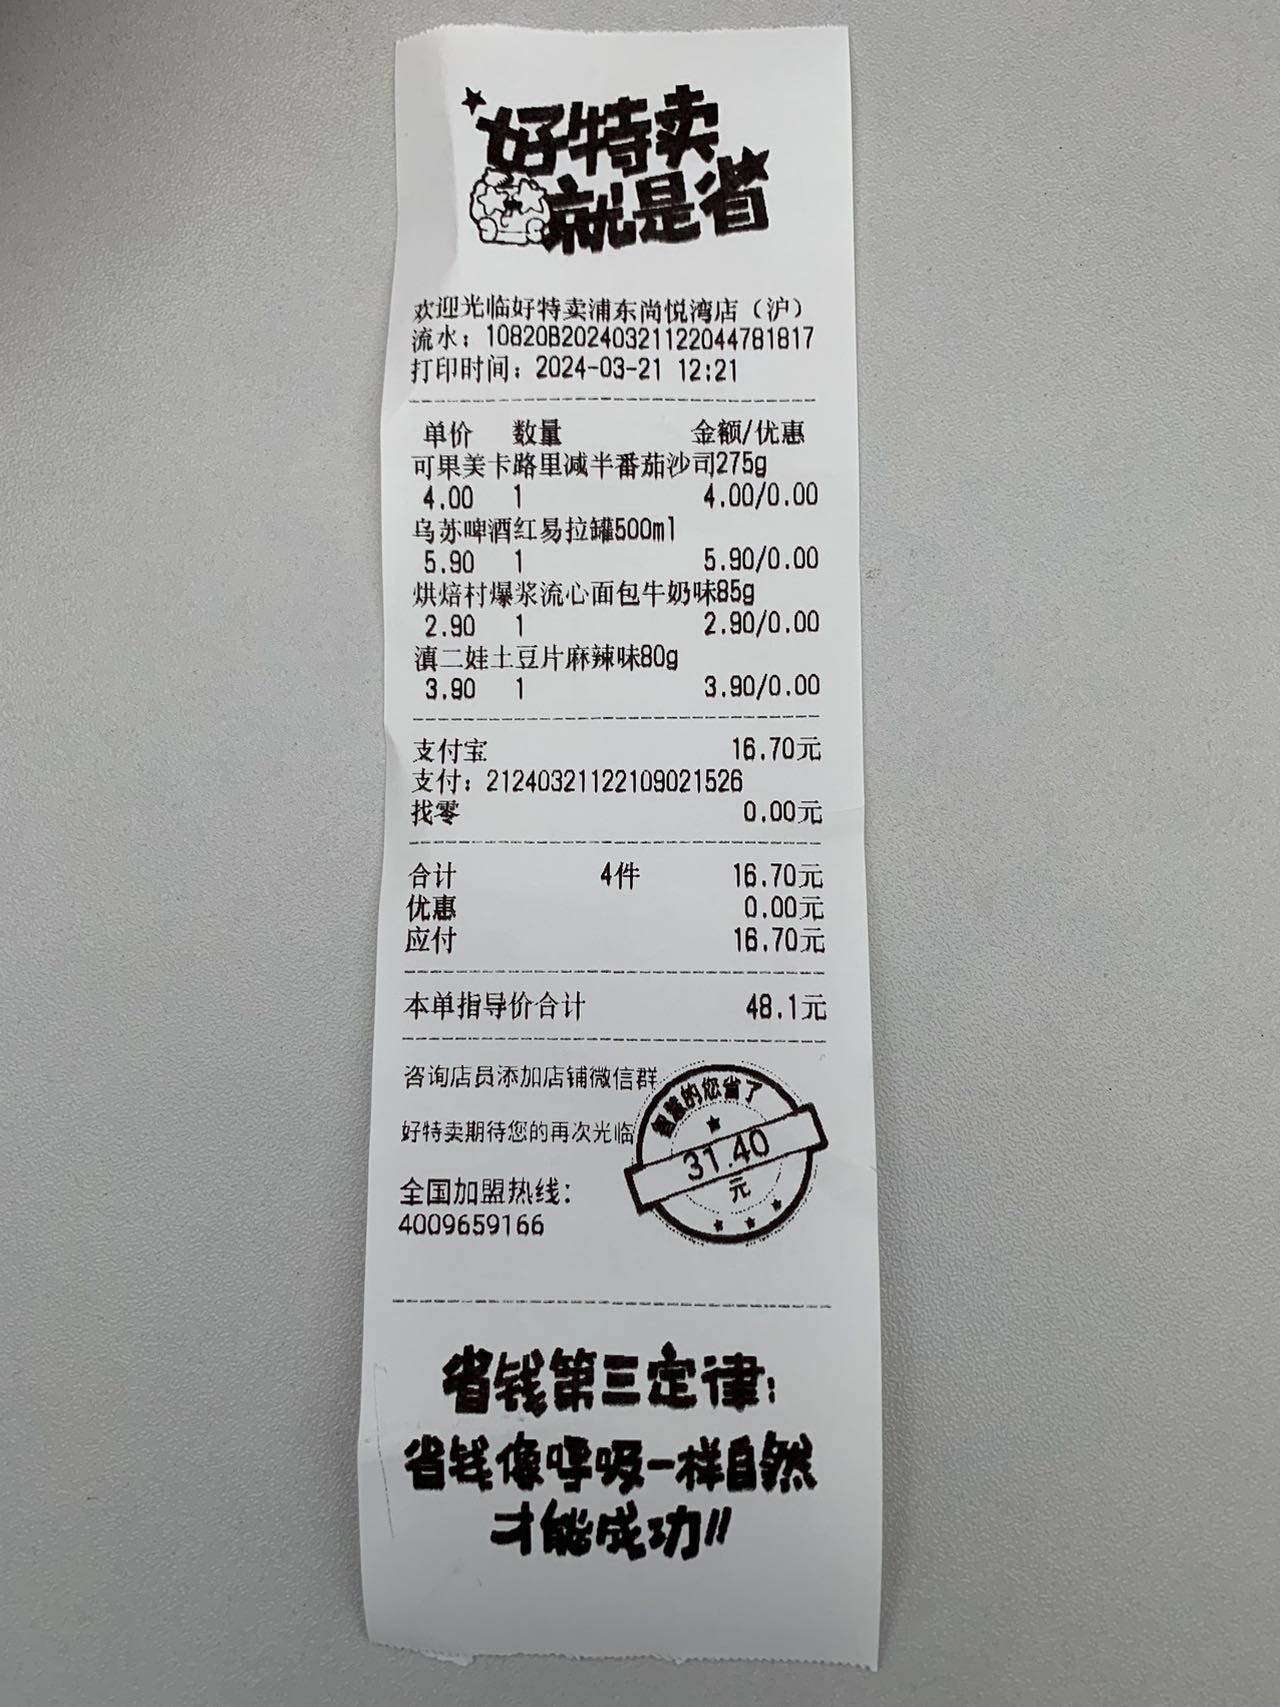 好特卖
就是省
欢迎光临好特卖浦东尚悦湾店（沪）
流水：10820B20240321122044781817
打印时间：2024-03-21 12:21
单价 数量 金额/优惠
可果美卡路里减半番茄沙司275g
4.00 1 4.00/0.00
乌苏啤酒红易拉罐500ml
5.90 1 5.90/0.00
烘焙村爆浆流心面包牛奶味85g
2.90 1 2.90/0.00
滇二娃土豆片麻辣味80g
3.90 1 3.90/0.00
支付宝 16.70元
支付：21240321122109021526
找零 0.00元
合计 4件 16.70元
优惠 0.00元
应付 16.70元
本单指导价合计 48.1元
咨询店员添加店铺微信群
好特卖期待您的再次光临
智慧的您省了
31.40
元
全国加盟热线：
4009659166
省钱第三定律：
省钱像呼吸一样自然
才能成功!!